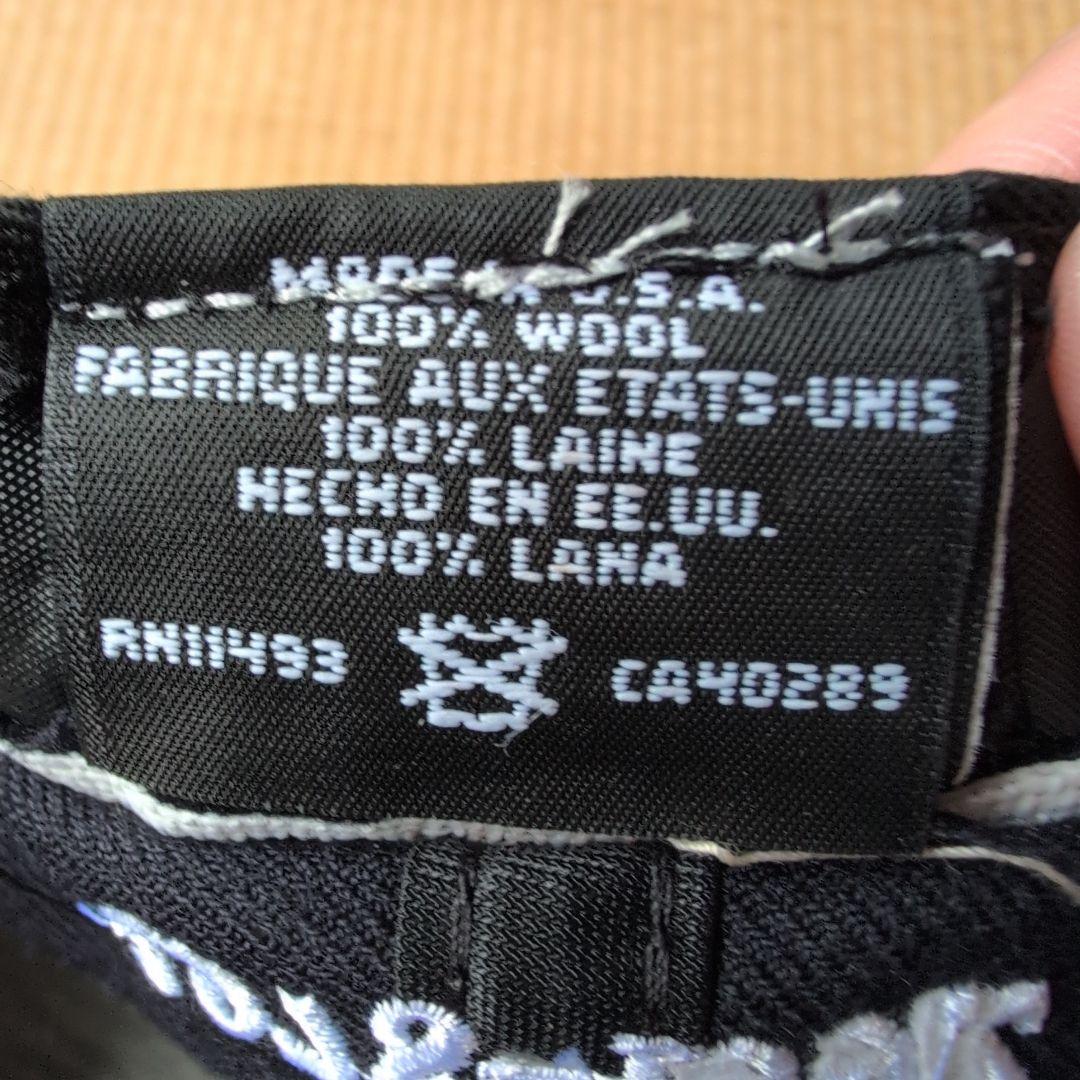 MADE IN U.S.A.
100% WOOL
FABRIQUE AUX ETATS-UNIS
100% LAINE
HECHO EN EE.UU.
100% LANA
RN11493 CA40289